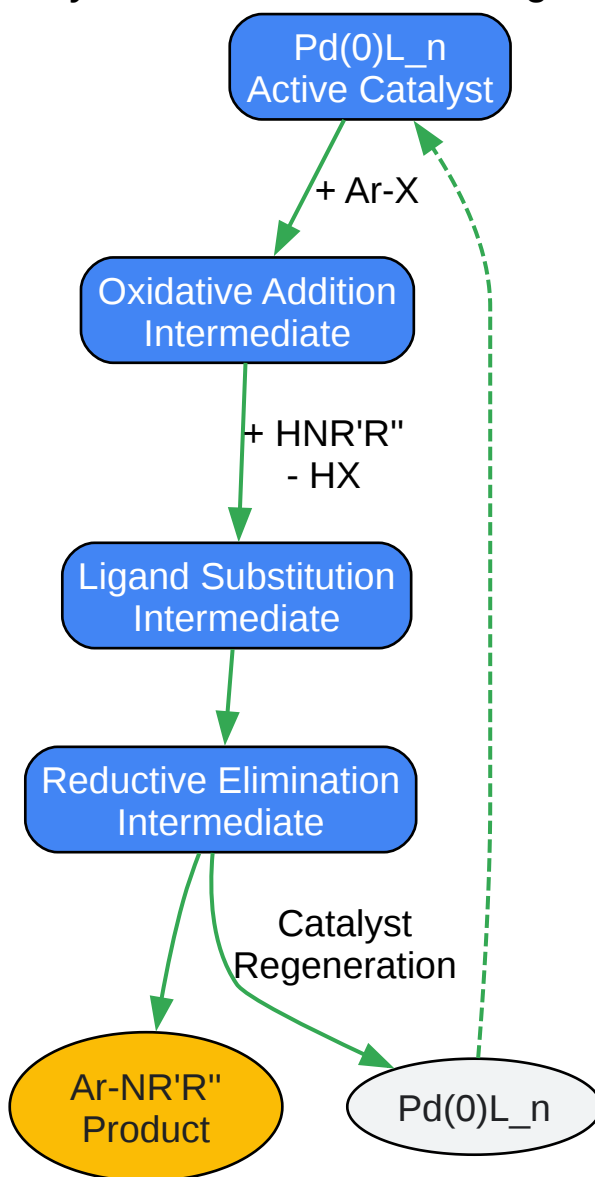 Pd(0)L_n
Active Catalyst
+ Ar-X
Oxidative Addition
Intermediate
+ HNR'R"
- HX
Ligand Substitution
Intermediate
Reductive Elimination
Intermediate
Catalyst
Regeneration
Ar-NR'R"
Product
Pd(0)L_n